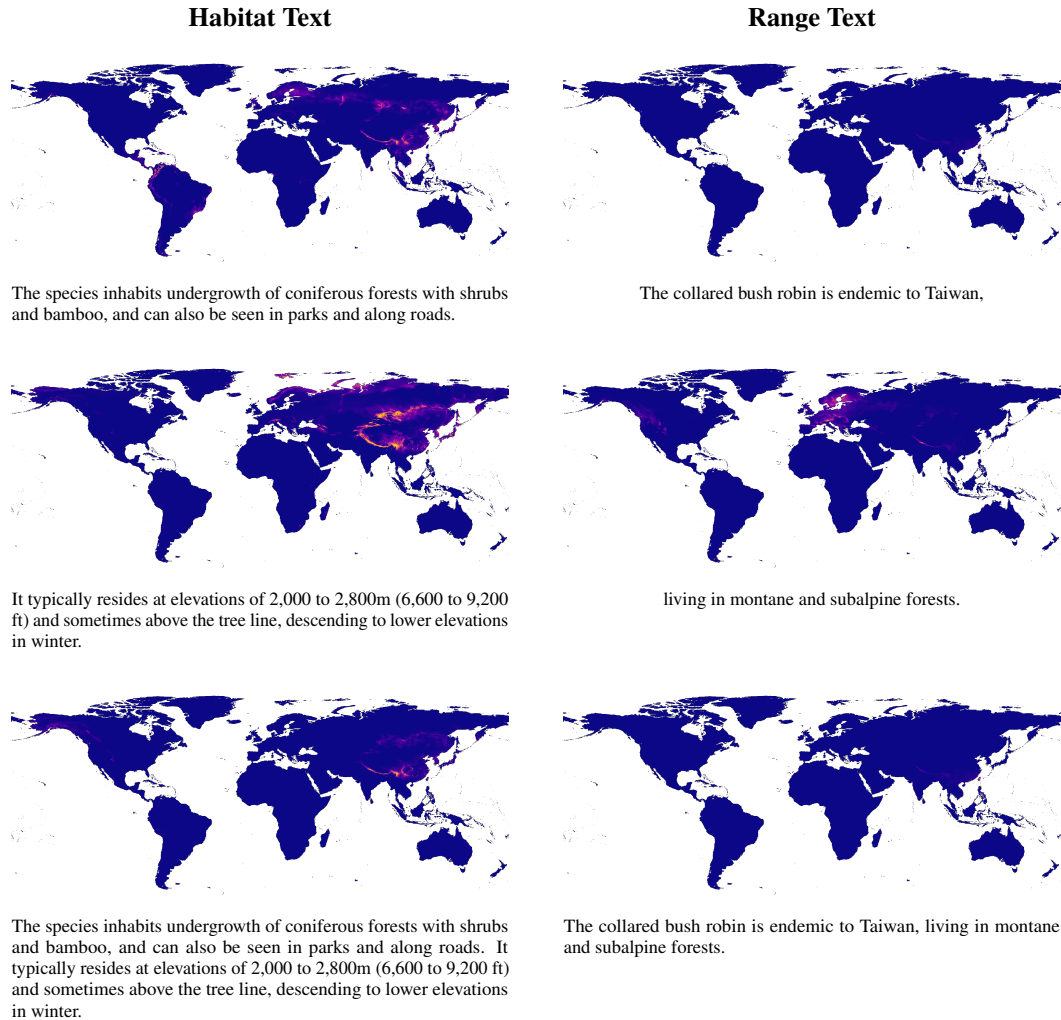 Habitat Text
Range Text
The species inhabits undergrowth of coniferous forests with shrubs
and bamboo, and can also be seen in parks and along roads.
The collared bush robin is endemic to Taiwan,
It typically resides at elevations of 2,000 to 2,800m (6,600 to 9,200
ft) and sometimes above the tree line, descending to lower elevations
in winter.
living in montane and subalpine forests.
The species inhabits undergrowth of coniferous forests with shrubs
and bamboo, and can also be seen in parks and along roads. It
typically resides at elevations of 2,000 to 2,800m (6,600 to 9,200 ft)
and sometimes above the tree line, descending to lower elevations
in winter.
The collared bush robin is endemic to Taiwan, living in montane
and subalpine forests.